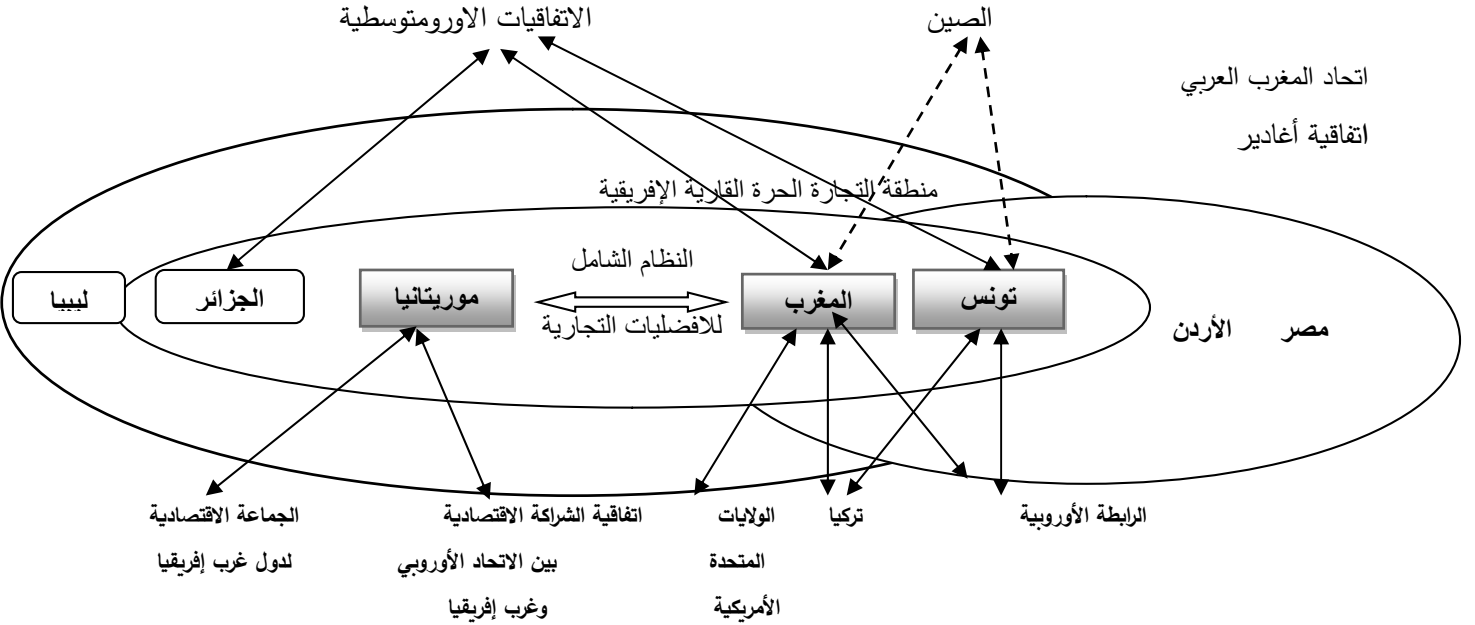 الاتفاقيات الاورومتوسطية
الصين
اتحاد المغرب العربي
اتفاقية أغادير
منطقة التجارة الحرة القارية الإفريقية
النظام الشامل
للافضليات التجارية
ليبيا
الجزائر
موريتانيا
المغرب
تونس
الأردن
مصر
الرابطة الأوروبية
تركيا
الولايات
المتحدة
الأمريكية
اتفاقية الشراكة الاقتصادية
بين الاتحاد الأوروبي
وغرب إفريقيا
الجماعة الاقتصادية
لدول غرب إفريقيا